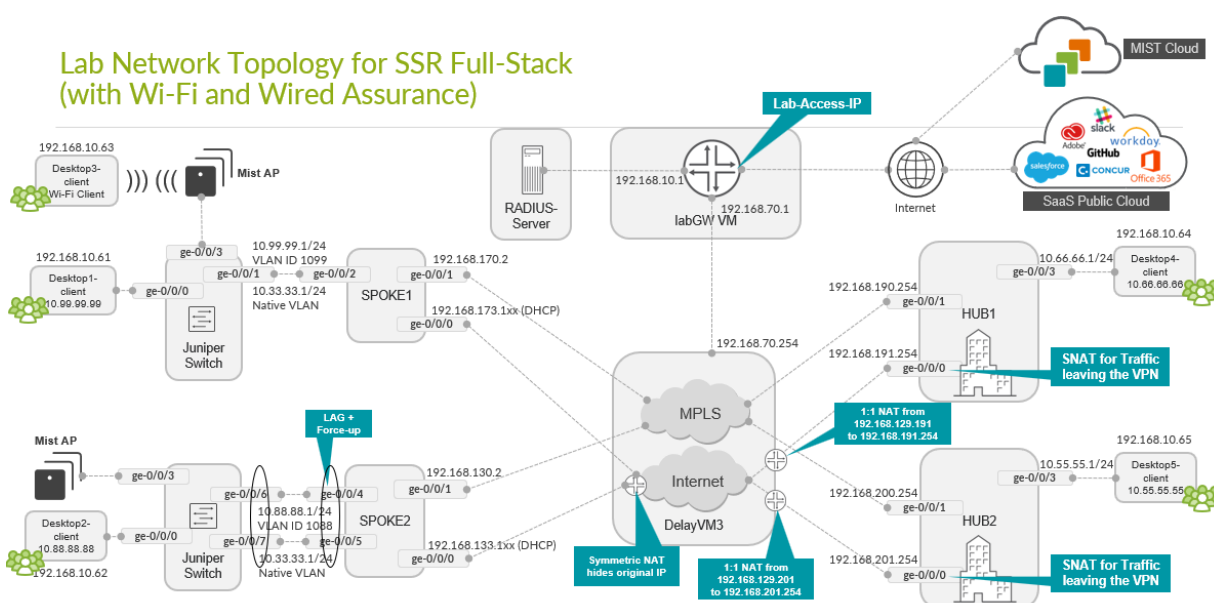 Lab Network Topology for SSR Full-Stack
(with Wi-Fi and Wired Assurance)
MIST Cloud
Lab-Access-IP
slack
Adobe
workday.
GitHub
salesforce
C CONCUR
Office 365
SaaS Public Cloud
Internet
192.168.10.63
Desktop3-
client
Wi-Fi Client
Mist AP
RADIUS-
Server
192.168.10.1
192.168.70.1
labGW VM
192.168.10.61
Desktop1-
client
10.99.99.99
ge-0/0/3
ge-0/0/0
ge-0/0/1
Juniper
Switch
10.99.99.1/24
VLAN ID 1099
10.33.33.1/24
Native VLAN
ge-0/0/2
SPOKE1
ge-0/0/1
ge-0/0/0
192.168.170.2
192.168.173.1xx (DHCP)
192.168.70.254
MPLS
Internet
DelayVM3
192.168.190.254
ge-0/0/1
HUB1
192.168.191.254
ge-0/0/0
10.66.66.1/24
ge-0/0/3
192.168.10.64
Desktop4-
client
10.66.66.66
SNAT for Traffic
leaving the VPN
1:1 NAT from
192.168.129.191
to 192.168.191.254
LAG +
Force-up
Mist AP
ge-0/0/3
ge-0/0/0
ge-0/0/6
ge-0/0/7
Juniper
Switch
Desktop2-
client
10.88.88.88
192.168.10.62
10.88.88.1/24
VLAN ID 1088
10.33.33.1/24
Native VLAN
ge-0/0/4
ge-0/0/5
SPOKE2
ge-0/0/1
ge-0/0/0
192.168.130.2
192.168.133.1xx (DHCP)
Symmetric NAT
hides original IP
1:1 NAT from
192.168.129.201
to 192.168.201.254
192.168.200.254
ge-0/0/1
HUB2
192.168.201.254
ge-0/0/0
10.55.55.1/24
ge-0/0/3
192.168.10.65
Desktop5-
client
10.55.55.55
SNAT for Traffic
leaving the VPN